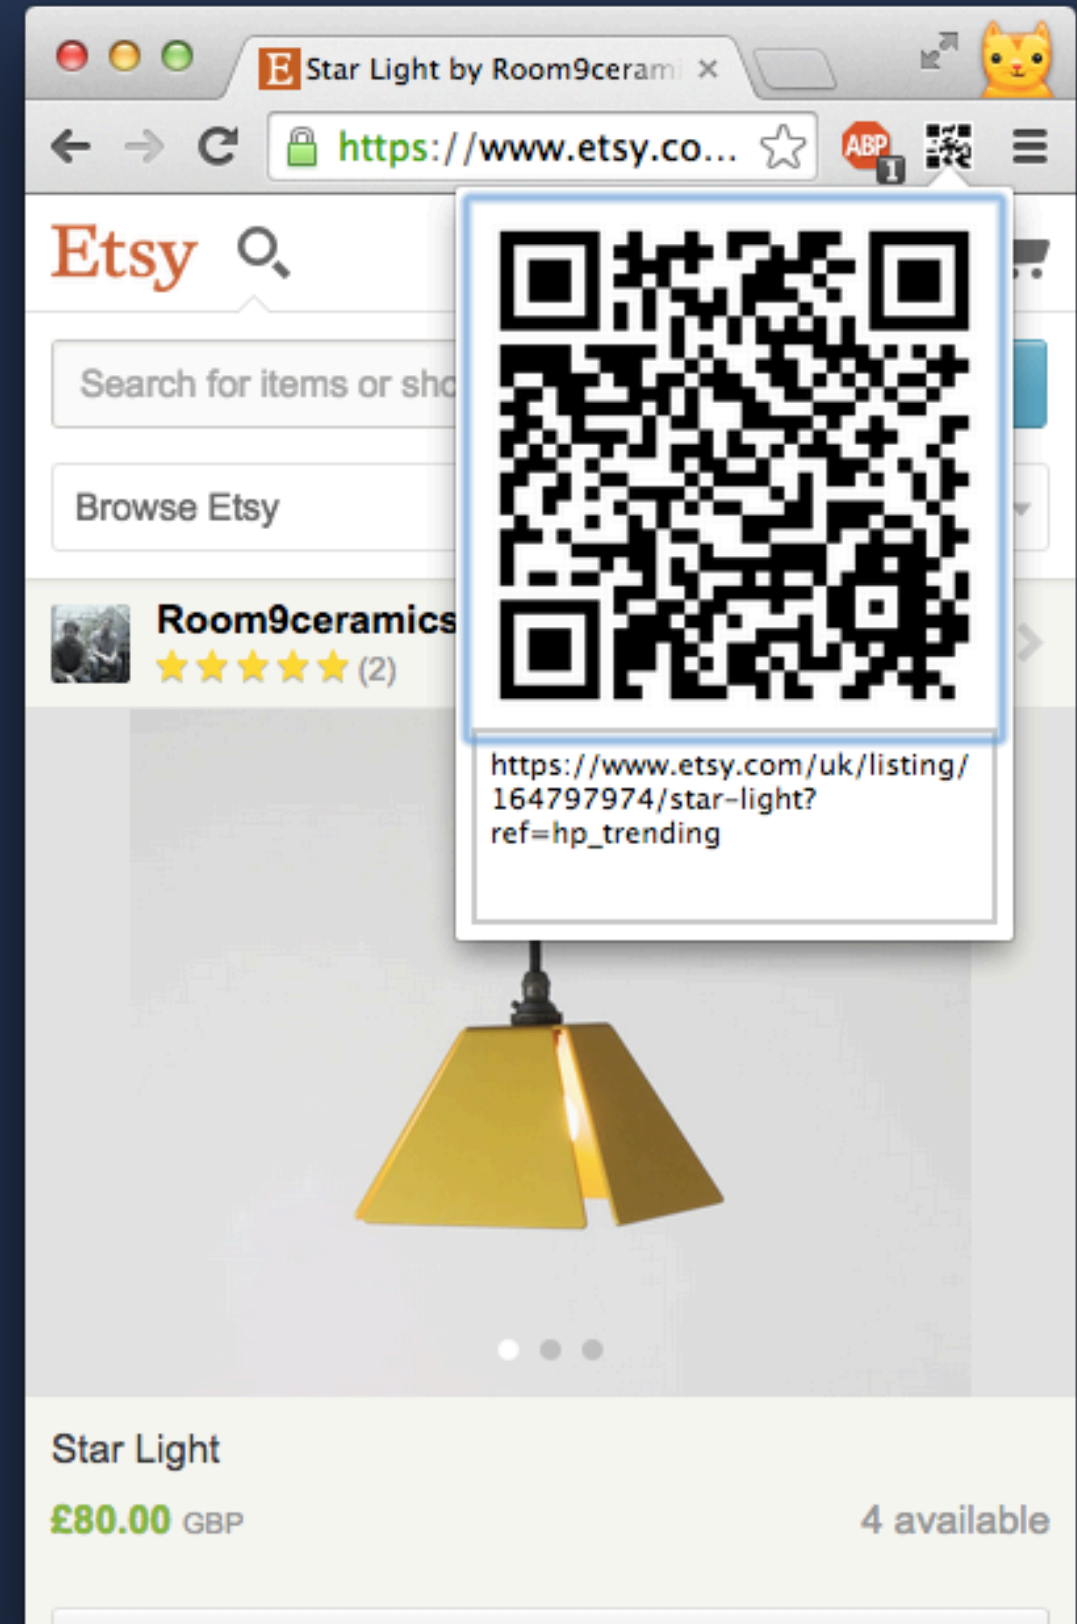 E Star Light by Room9cerami
https://www.etsy.co...
ABP
1
Etsy
Search for items or sho
Browse Etsy
Room9ceramics
(2)
https://www.etsy.com/uk/listing/
164797974/star-light?
ref=hp_trending
Star Light
£80.00 GBP
4 available